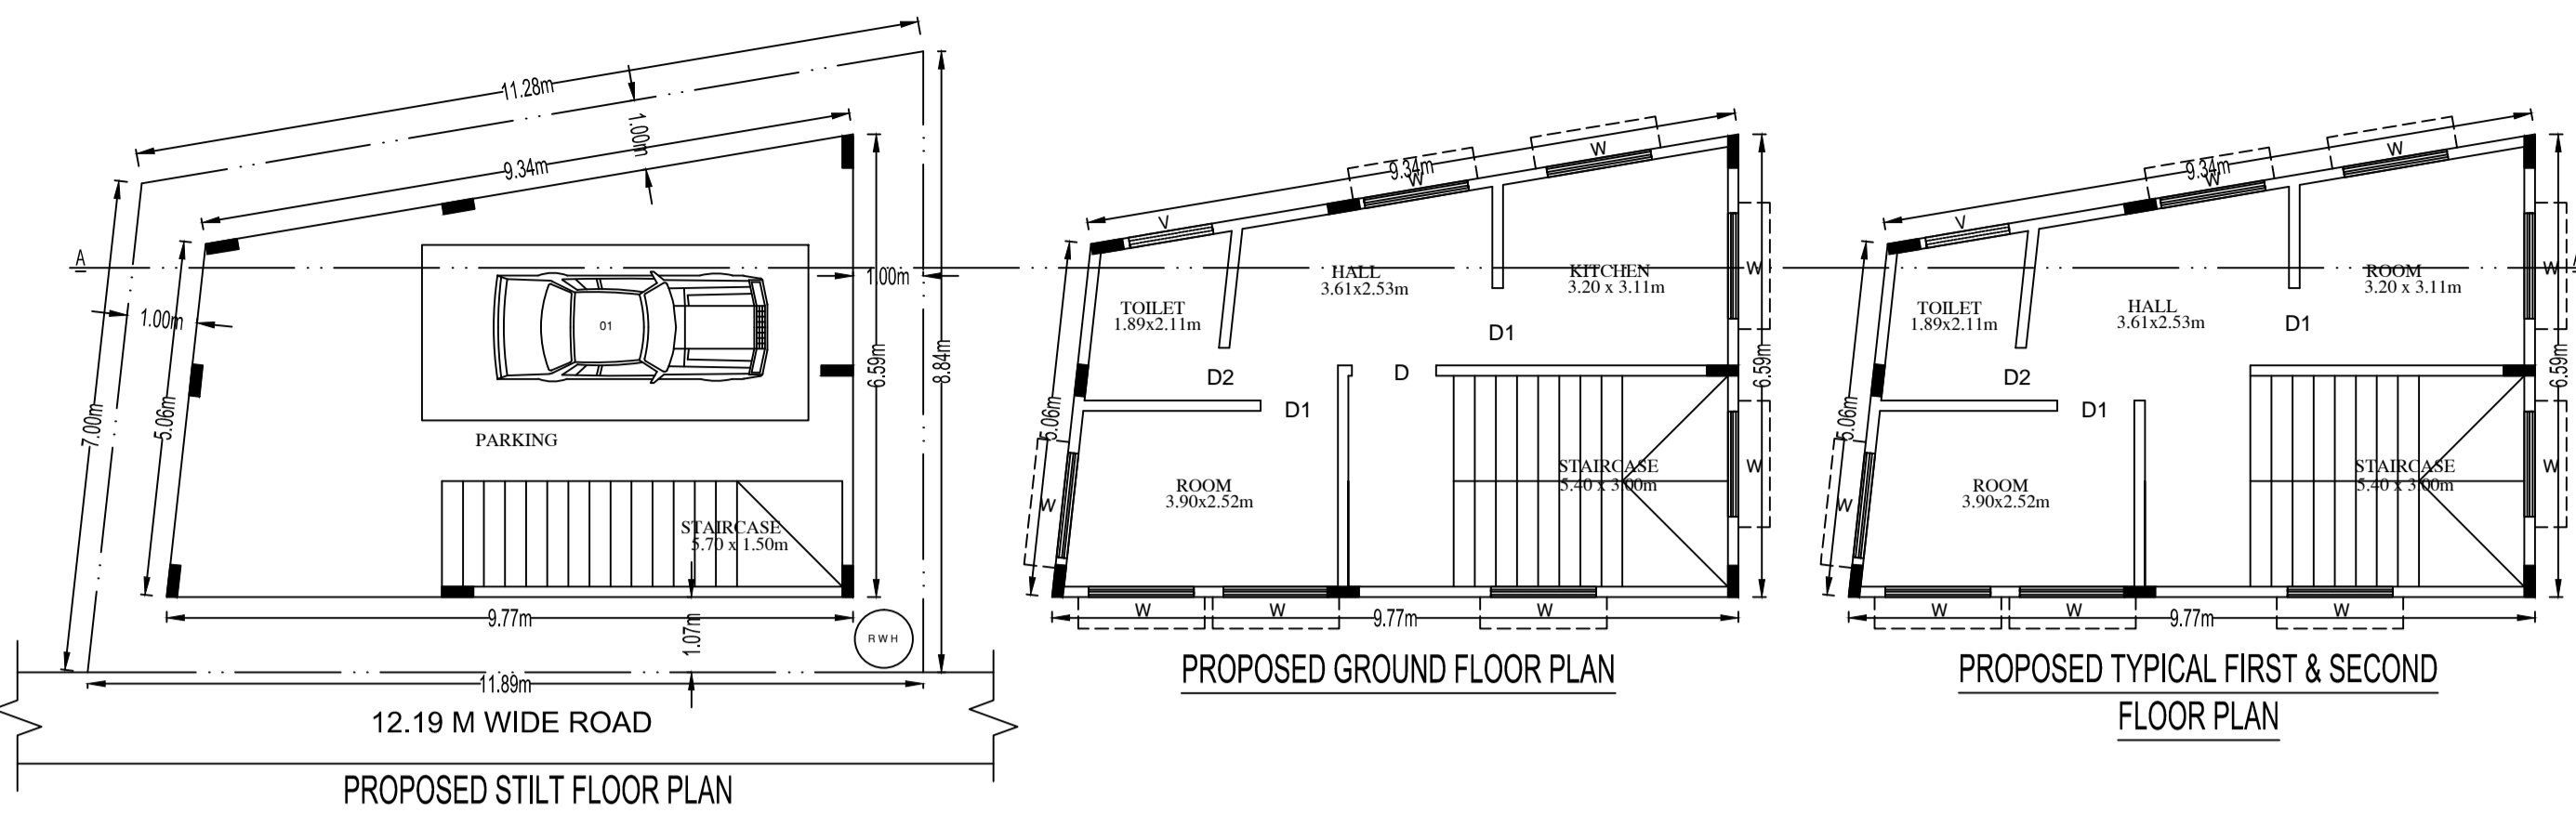 11.28m
1.00m
9.34m
A
1.00m
1.00m
01
7.00m
5.06m
6.59m
8.84m
PARKING
STAIRCASE
5.70 x 1.50m
9.77m
1.07m
RWH
11.89m
12.19 M WIDE ROAD
PROPOSED STILT FLOOR PLAN
W
9.34m
W
V
HALL
3.61x2.53m
KITCHEN
3.20 x 3.11m
W
TOILET
1.89x2.11m
D1
D2
D
D1
6.59m
5.06m
W
STAIRCASE
5.40 x 3.00m
ROOM
3.90x2.52m
W
W
W
W
9.77m
PROPOSED GROUND FLOOR PLAN
W
9.34m
W
V
ROOM
3.20 x 3.11m
W
A
TOILET
1.89x2.11m
HALL
3.61x2.53m
D1
D2
D1
6.59m
5.06m
W
STAIRCASE
5.40 x 3.00m
ROOM
3.90x2.52m
W
W
W
W
9.77m
PROPOSED TYPICAL FIRST & SECOND
FLOOR PLAN